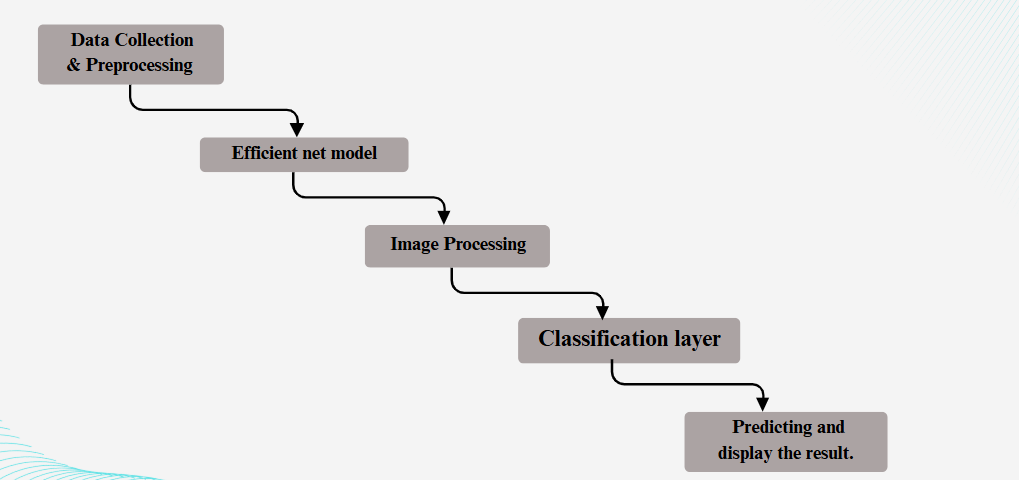 Data Collection
& Preprocessing
Efficient net model
Image Processing
Classification layer
Predicting and
display the result.